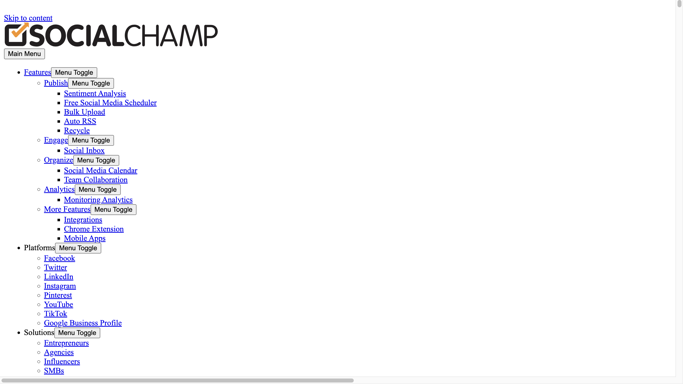 Skip to content
SOCIALCHAMP
Main Menu
Features Menu Toggle
Publish Menu Toggle
Sentiment Analysis
Free Social Media Scheduler
Bulk Upload
Auto RSS
Recycle
Engage Menu Toggle
Social Inbox
Organize Menu Toggle
Social Media Calendar
Team Collaboration
Analytics Menu Toggle
Monitoring Analytics
More Features Menu Toggle
Integrations
Chrome Extension
Mobile Apps
Platforms Menu Toggle
Facebook
Twitter
LinkedIn
Instagram
Pinterest
YouTube
TikTok
Google Business Profile
Solutions Menu Toggle
Entrepreneurs
Agencies
Influencers
SMBs